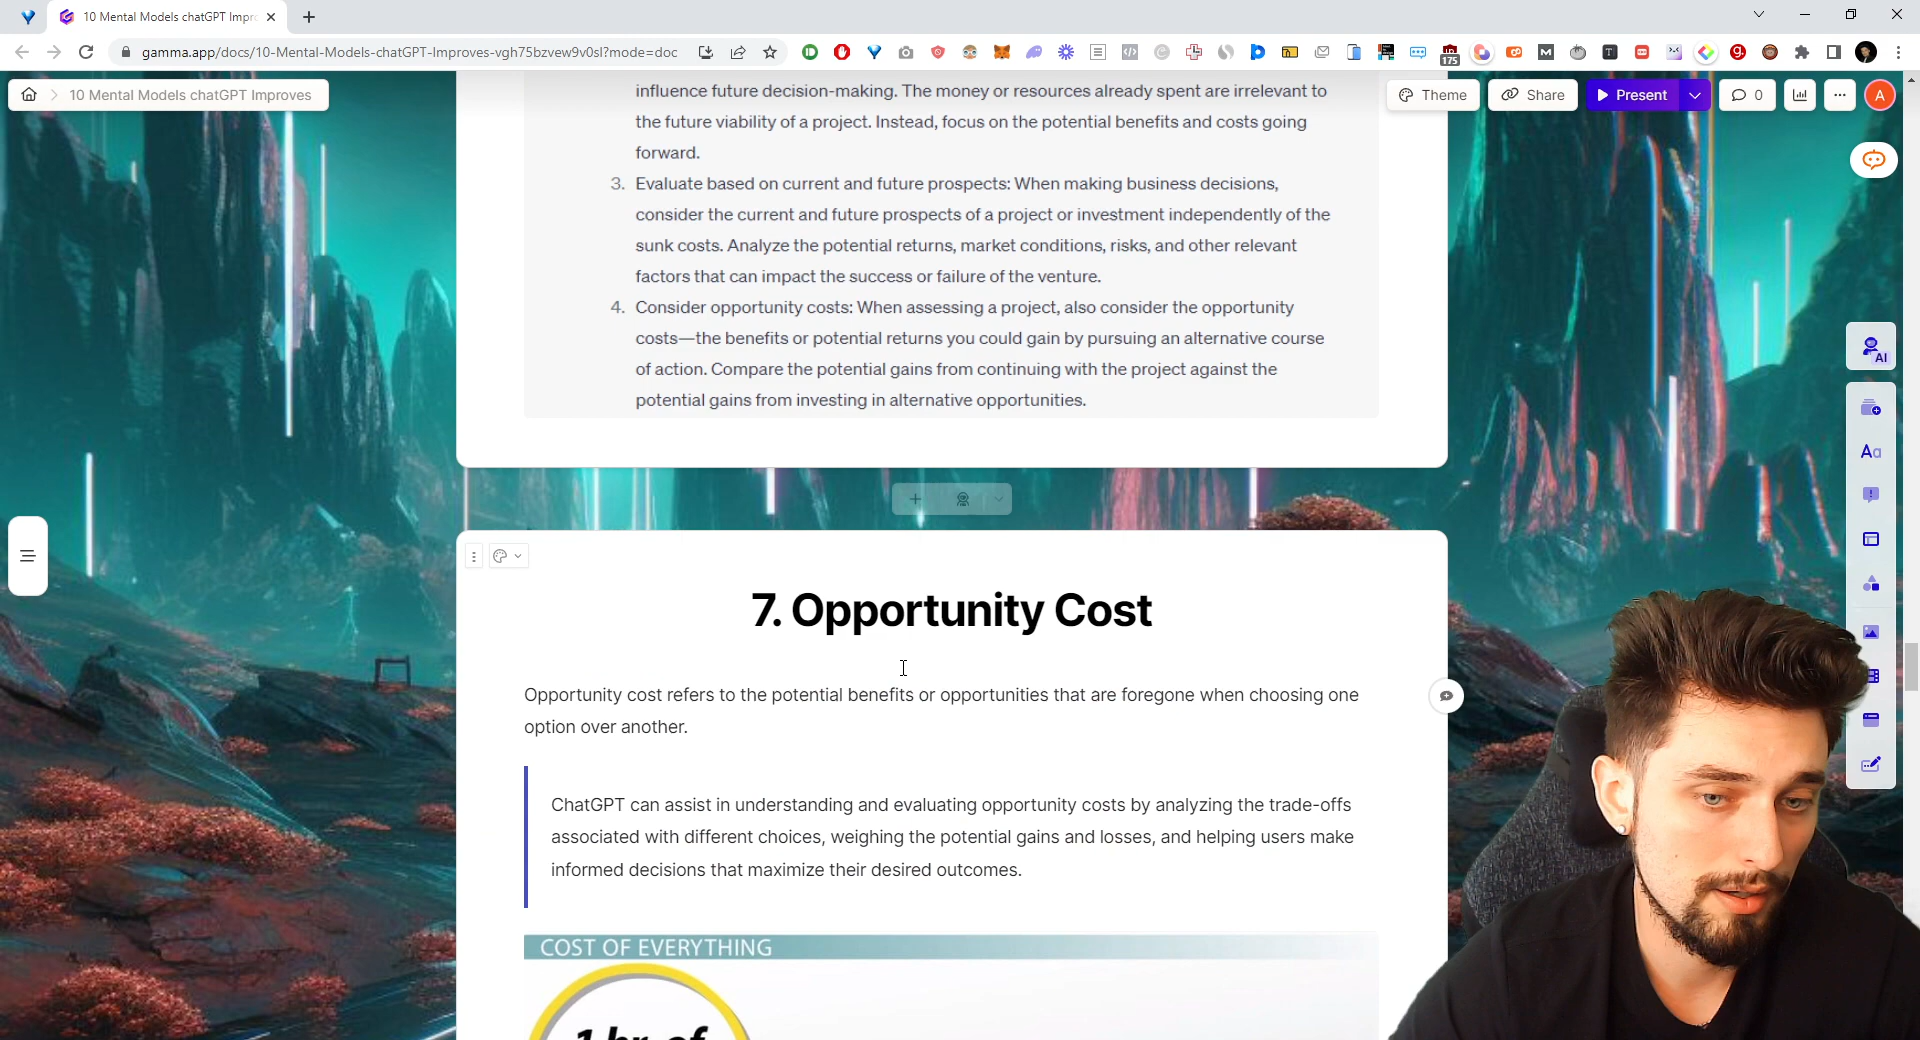 10 Mental Models chatGPT Impr
gamma.app/docs/10-Mental-Models-chatGPT-Improves-vgh75bzvew9v0sl?mode=doc
175
10 Mental Models chatGPT Improves
Theme
Share
Present
0
A
influence future decision-making. The money or resources already spent are irrelevant to
the future viability of a project. Instead, focus on the potential benefits and costs going
forward.
3. Evaluate based on current and future prospects: When making business decisions,
consider the current and future prospects of a project or investment independently of the
sunk costs. Analyze the potential returns, market conditions, risks, and other relevant
factors that can impact the success or failure of the venture.
4. Consider opportunity costs: When assessing a project, also consider the opportunity
costs—the benefits or potential returns you could gain by pursuing an alternative course
of action. Compare the potential gains from continuing with the project against the
potential gains from investing in alternative opportunities.
AI
Aa
7. Opportunity Cost
Opportunity cost refers to the potential benefits or opportunities that are foregone when choosing one
option over another.
ChatGPT can assist in understanding and evaluating opportunity costs by analyzing the trade-offs
associated with different choices, weighing the potential gains and losses, and helping users make
informed decisions that maximize their desired outcomes.
COST OF EVERYTHING
1 hr. of